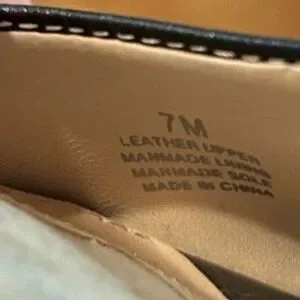 7M
LEATHER UPPER
MANMADE LINING
MANMADE SOLE
MADE IN CHINA